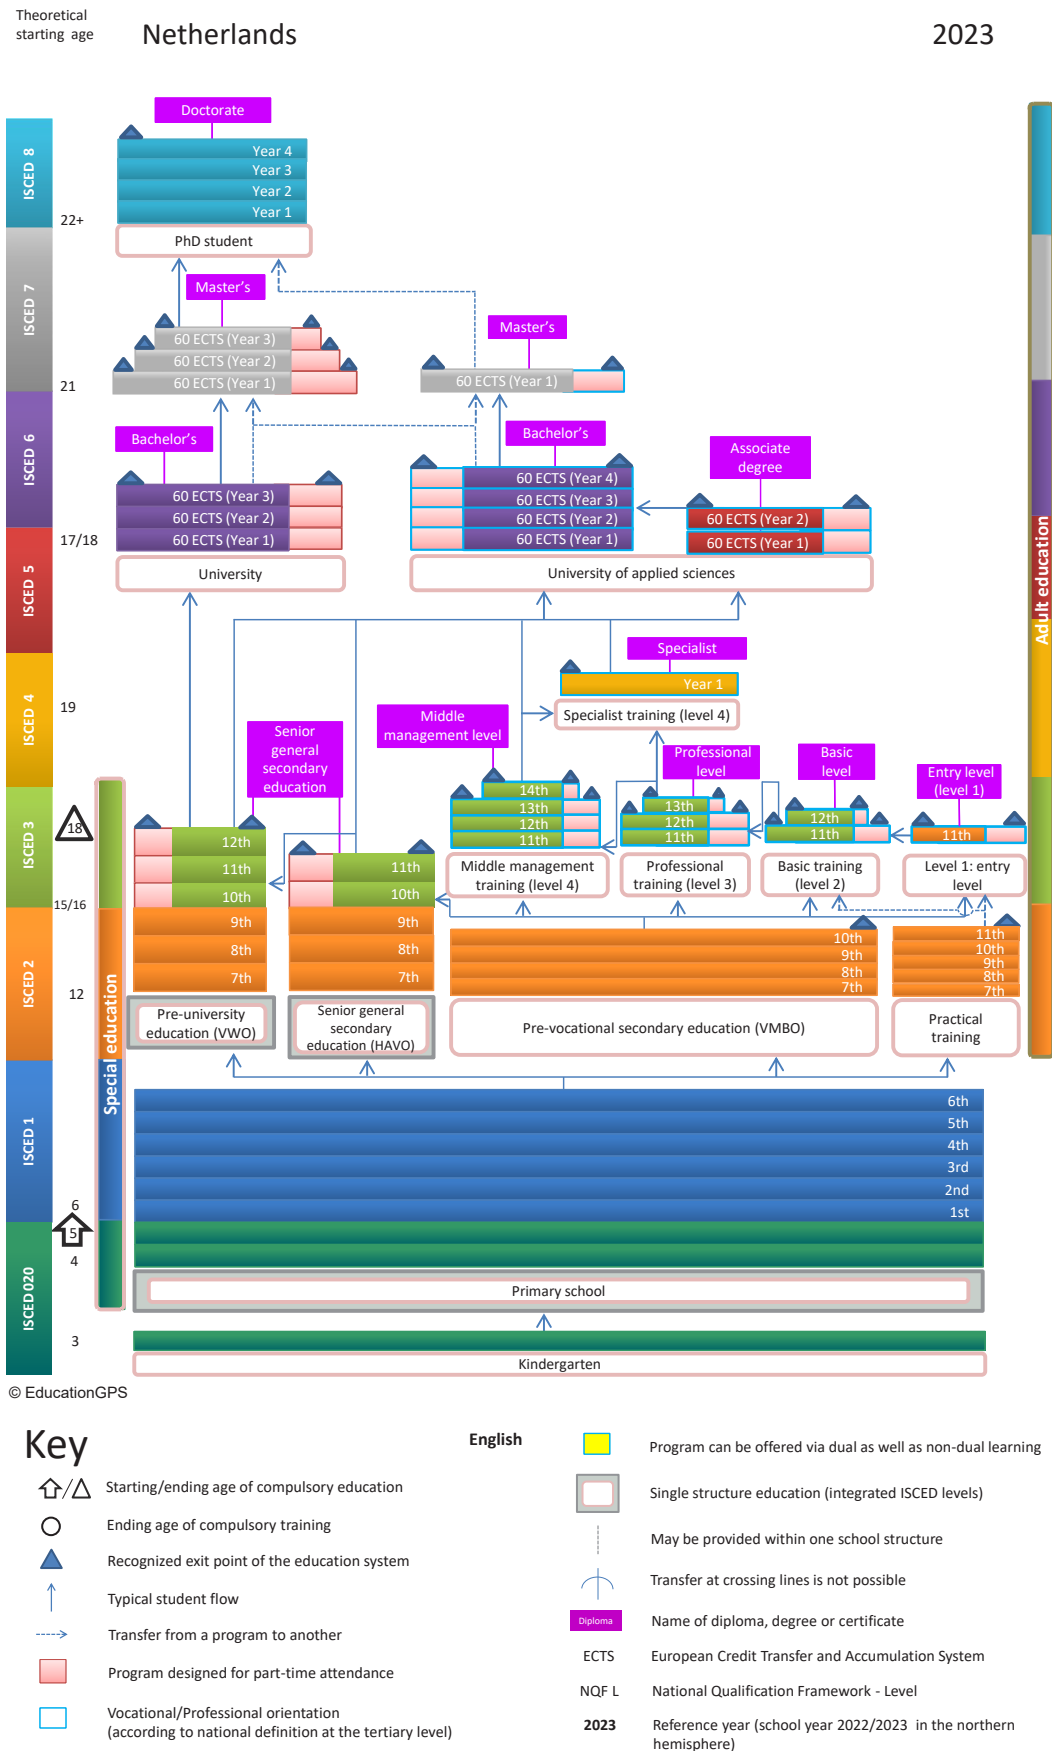 Theoretical
starting age
Netherlands
2023
Doctorate
ISCED 8
Year 4
Year 3
Year 2
Year 1
22+
PhD student
ISCED 7
Master's
60 ECTS (Year 3)
60 ECTS (Year 2)
60 ECTS (Year 1)
Master's
60 ECTS (Year 1)
21
ISCED 6
Bachelor's
60 ECTS (Year 3)
60 ECTS (Year 2)
60 ECTS (Year 1)
Bachelor's
60 ECTS (Year 4)
60 ECTS (Year 3)
60 ECTS (Year 2)
60 ECTS (Year 1)
Associate
degree
60 ECTS (Year 2)
60 ECTS (Year 1)
17/18
ISCED 5
University
University of applied sciences
Adult education
ISCED 4
19
Specialist
Year 1
Specialist training (level 4)
Senior
general
secondary
education
Middle
management level
Professional
level
Basic
level
Entry level
(level 1)
ISCED 3
18
12th
11th
10th
11th
10th
14th
13th
12th
11th
13th
12th
11th
12th
11th
11th
Middle management
training (level 4)
Professional
training (level 3)
Basic training
(level 2)
Level 1: entry
level
15/16
ISCED 2
9th
8th
7th
9th
8th
7th
10th
9th
8th
7th
11th
10th
9th
8th
7th
12
Special education
Pre-university
education (VWO)
Senior general
secondary
education (HAVO)
Pre-vocational secondary education (VMBO)
Practical
training
ISCED 1
6th
5th
4th
3rd
2nd
1st
6
5
4
ISCED 020
Primary school
3
Kindergarten
© EducationGPS
Key
English
Starting/ending age of compulsory education
Ending age of compulsory training
Recognized exit point of the education system
Typical student flow
Transfer from a program to another
Program designed for part-time attendance
Vocational/Professional orientation
(according to national definition at the tertiary level)
Program can be offered via dual as well as non-dual learning
Single structure education (integrated ISCED levels)
May be provided within one school structure
Transfer at crossing lines is not possible
Diploma
Name of diploma, degree or certificate
ECTS
European Credit Transfer and Accumulation System
NQF L
National Qualification Framework - Level
2023
Reference year (school year 2022/2023 in the northern
hemisphere)